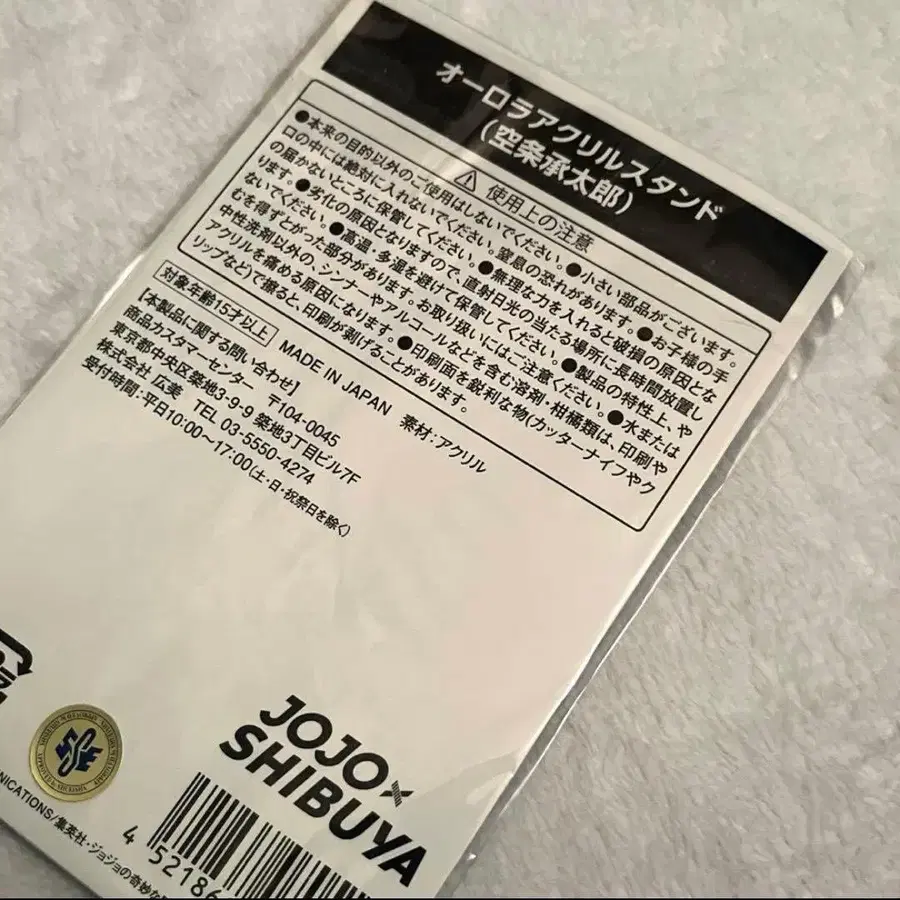 オーロラアクリルスタンド
(空条承太郎)
⚠ 使用上の注意
●本来の目的以外のご使用はしないでください。●小さい部品がございます。
口の中には絶対に入れないでください。窒息の恐れがあります。●お子様の手
の届かないところに保管してください。●無理な力を入れると破損の原因とな
ります。●劣化の原因となりますので、直射日光の当たる場所に長時間放置し
ないでください。●高温・多湿を避けて保管してください。●製品の特性上、や
むを得ずとがった部分があります。お取り扱いにはご注意ください。●水または
中性洗剤以外の、シンナーやアルコールなどを含む溶剤・柑橘類は、印刷や
アクリルを痛める原因になります。●印刷面を鋭利な物(カッターナイフやク
リップなど)で擦ると、印刷が剥げることがあります。
対象年齢15才以上 MADE IN JAPAN 素材:アクリル
【本製品に関する問い合わせ】
商品カスタマーセンター 〒104-0045
東京都中央区築地3-9-9 築地3丁目ビル7F
株式会社 広美 TEL 03-5550-4274
受付時間:平日10:00〜17:00(土・日・祝祭日を除く)
JOJO×
SHIBUYA
4 52186
NICATIONS/集英社・ジョジョの奇妙な